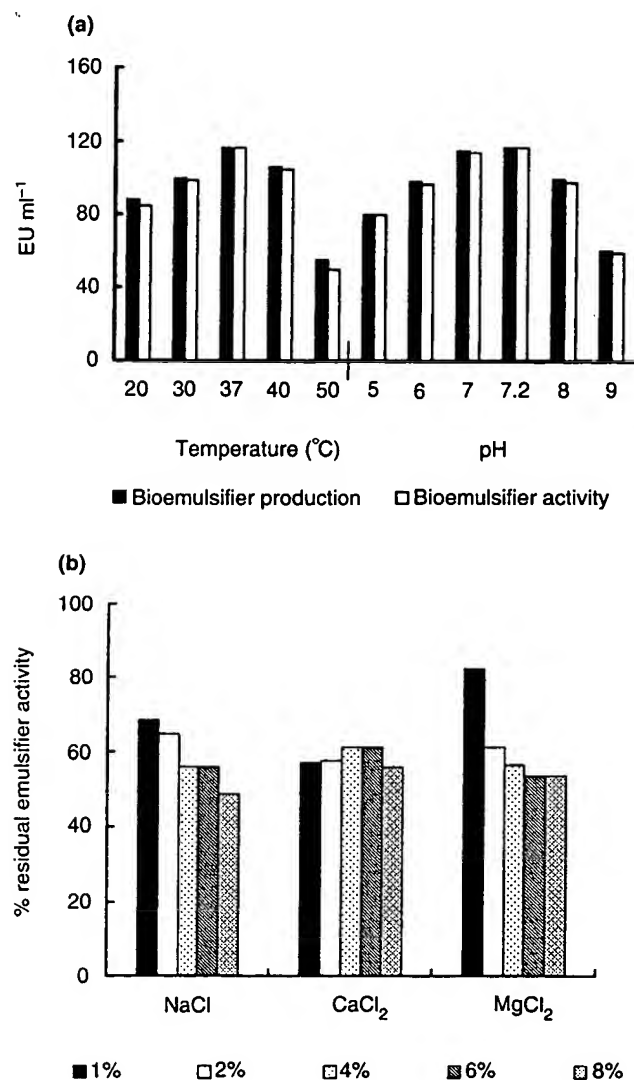 (a)
160
120
80
40
0
EU ml⁻¹
20 30 37 40 50 5 6 7 7.2 8 9
Temperature (°C) pH
Bioemulsifier production Bioemulsifier activity
(b)
100
80
60
40
20
0
% residual emulsifier activity
NaCl CaCl₂ MgCl₂
1% 2% 4% 6% 8%